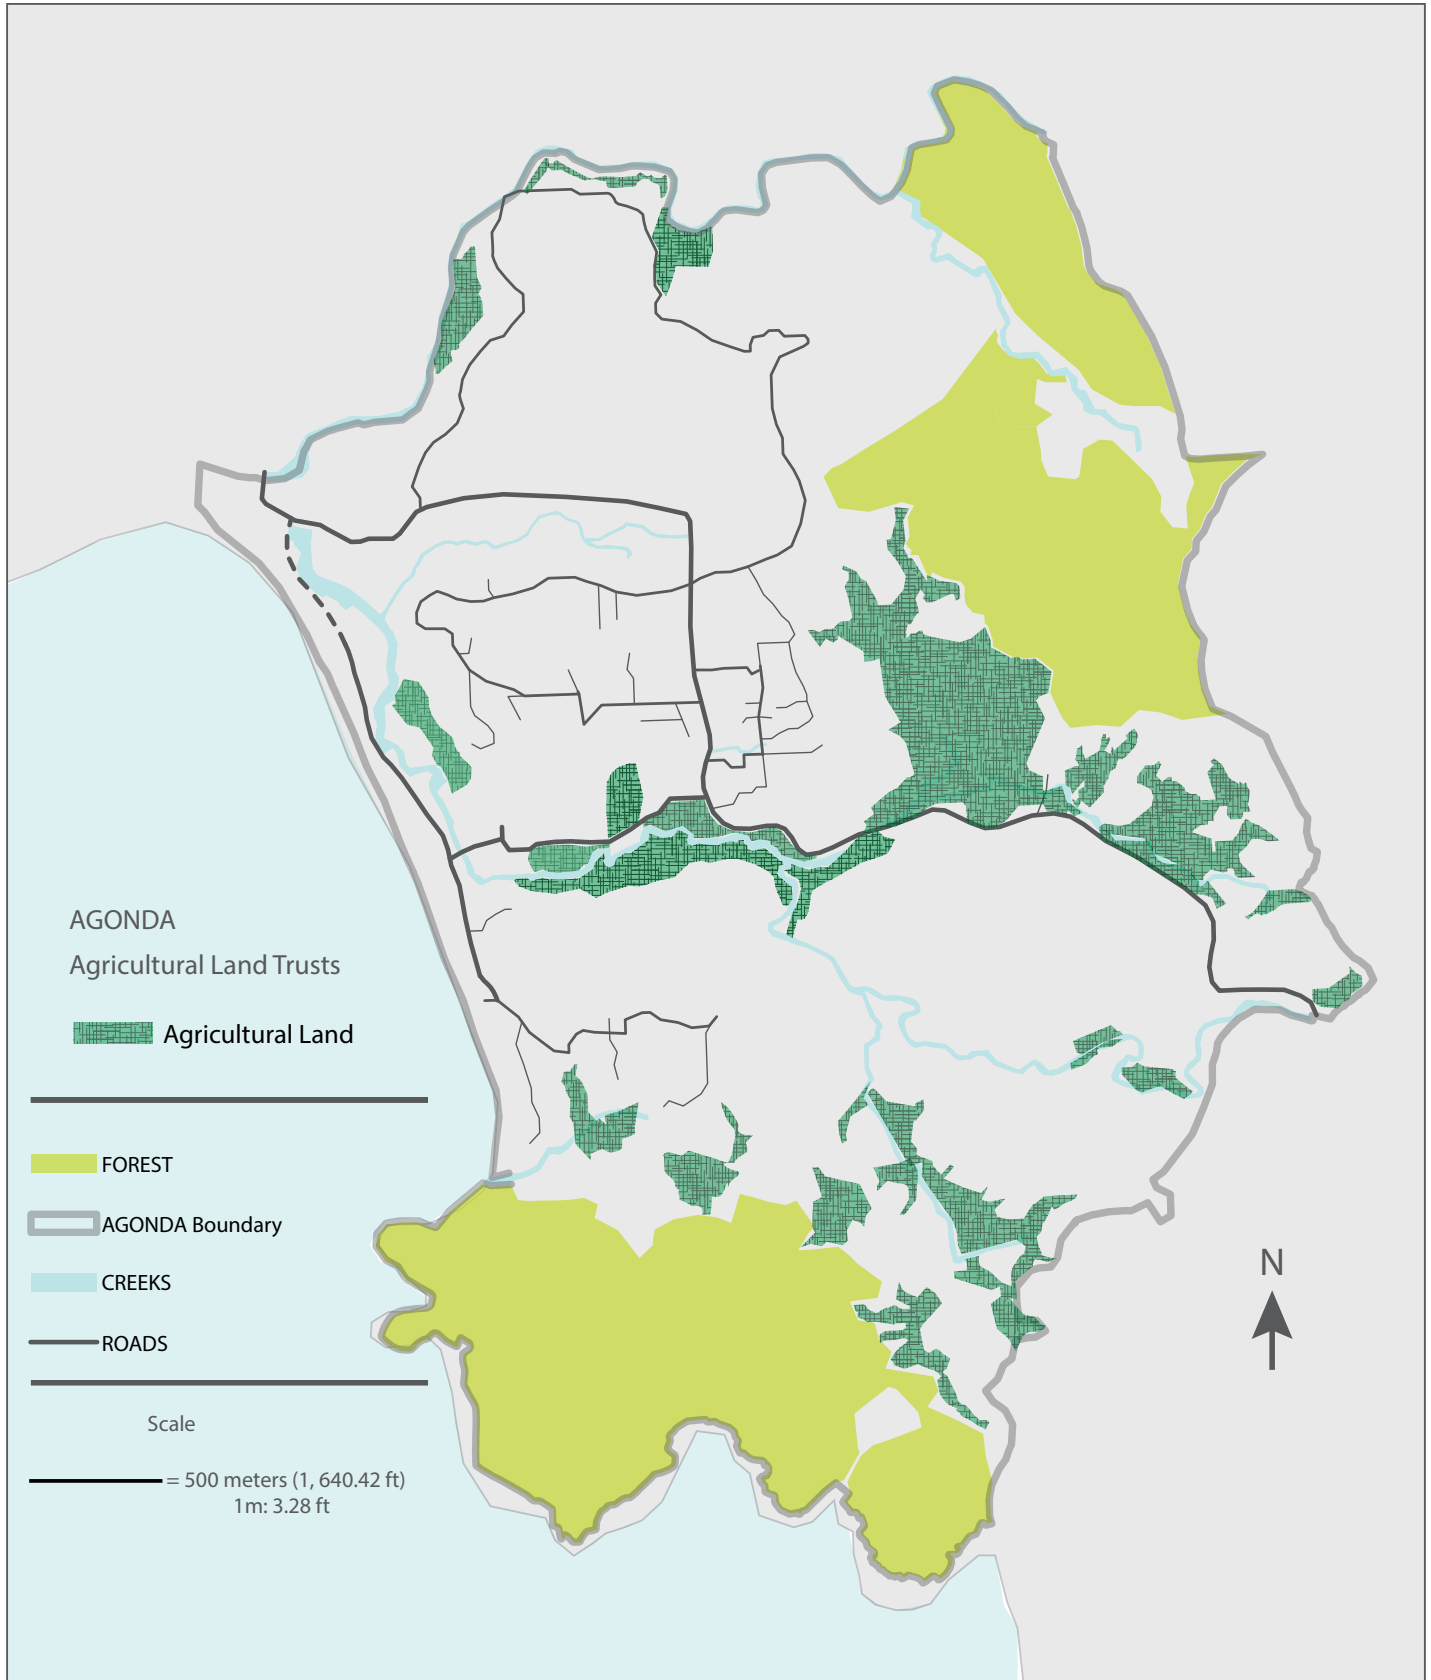 AGONDA
Agricultural Land Trusts
Agricultural Land
FOREST
AGONDA Boundary
CREEKS
ROADS
Scale
= 500 meters (1, 640.42 ft)
1m: 3.28 ft
N